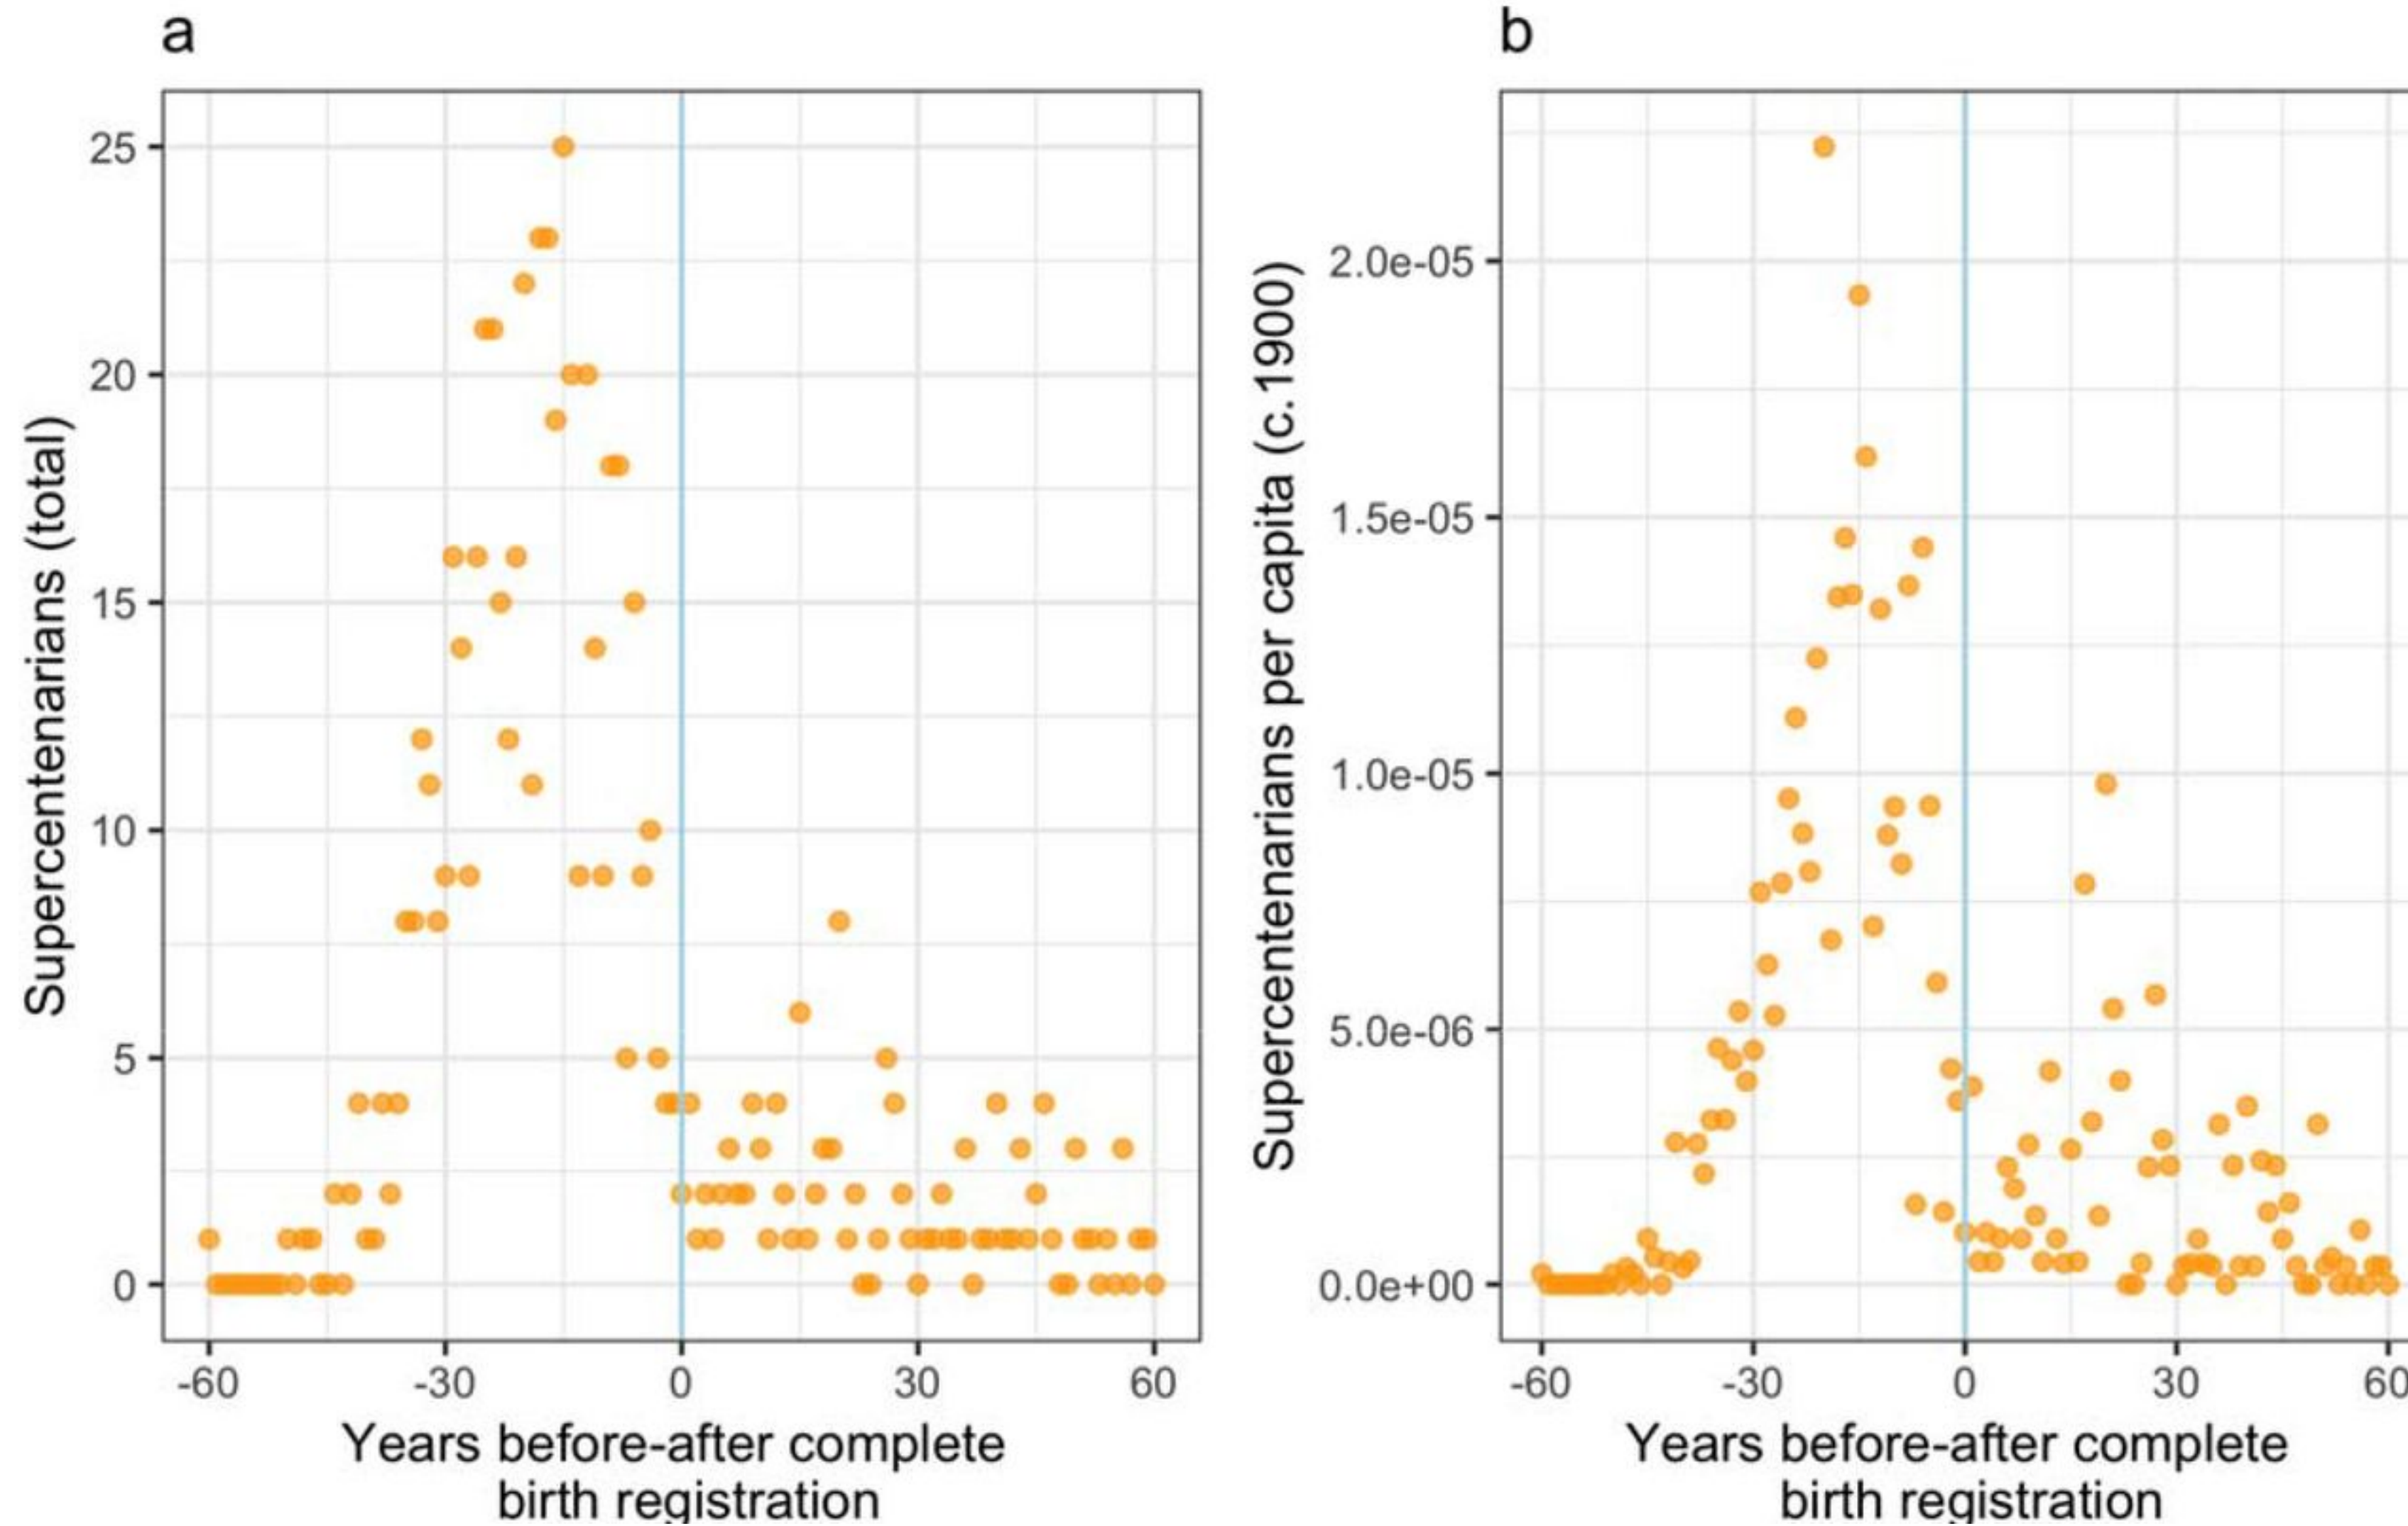 a
Supercentenarians (total)
25
20
15
10
5
0
-60 -30 0 30 60
Years before-after complete
birth registration
b
Supercentenarians per capita (c.1900)
2.0e-05
1.5e-05
1.0e-05
5.0e-06
0.0e+00
-60 -30 0 30 60
Years before-after complete
birth registration